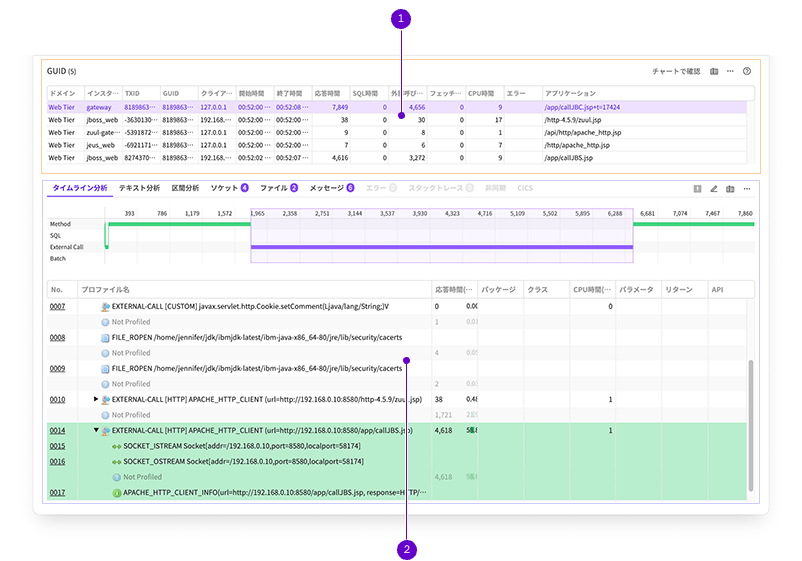 1
GUID (5) チャートで確認
ドメイン インスタ⋯ TXID GUID クライア⋯ 開始時間 終了時間 応答時間 SQL時間 外部呼び⋯ フェッチ⋯ CPU時間 エラー アプリケーション
Web Tier gateway 8189863⋯ 8189863⋯ 127.0.0.1 00:52:00 ⋯ 00:52:08 ⋯ 7,849 0 4,656 0 9 /app/callJBC.jsp+t=17424
Web Tier jboss_web -3630130⋯ 8189863⋯ 192.168.⋯ 00:52:00 ⋯ 00:52:00 ⋯ 38 0 30 0 17 /http-4.5.9/zuul.jsp
Web Tier zuul-gate⋯ -5391872⋯ 8189863⋯ 127.0.0.1 00:52:00 ⋯ 00:52:00 ⋯ 9 0 8 0 1 /api/http/apache_http.jsp
Web Tier jeus_web -6921171⋯ 8189863⋯ 127.0.0.1 00:52:00 ⋯ 00:52:00 ⋯ 7 0 6 0 7 /http/apache_http.jsp
Web Tier jboss_web 8274370⋯ 8189863⋯ 192.168.⋯ 00:52:02 ⋯ 00:52:07 ⋯ 4,616 0 3,272 0 9 /app/callJBS.jsp
タイムライン分析 テキスト分析 区間分析 ソケット 4 ファイル 2 メッセージ 6 エラー 0 スタックトレース 0 非同期 CICS
393 786 1,179 1,572 1,965 2,358 2,751 3,144 3,537 3,930 4,323 4,716 5,109 5,502 5,895 6,288 6,681 7,074 7,467 7,860
Method
SQL
External Call
Batch
No. プロファイル名 応答時間(⋯ パッケージ クラス CPU時間(⋯ パラメータ リターン API
0007 EXTERNAL-CALL [CUSTOM] javax.servlet.http.Cookie.setComment(Ljava/lang/String;)V 0 0.00 0
Not Profiled 1
0008 FILE_ROPEN /home/jennifer/jdk/ibmjdk-latest/ibm-java-x86_64-80/jre/lib/security/cacerts
Not Profiled 4
0009 FILE_ROPEN /home/jennifer/jdk/ibmjdk-latest/ibm-java-x86_64-80/jre/lib/security/cacerts
Not Profiled 2
0010 EXTERNAL-CALL [HTTP] APACHE_HTTP_CLIENT (url=http://192.168.0.10:8580/http-4.5.9/zuul.jsp) 38 0.48 1
Not Profiled 1,721
0014 EXTERNAL-CALL [HTTP] APACHE_HTTP_CLIENT (url=http://192.168.0.10:8580/app/callJBS.jsp) 4,618 1
0015 SOCKET_ISTREAM Socket[addr=/192.168.0.10,port=8580,localport=58174]
0016 SOCKET_OSTREAM Socket[addr=/192.168.0.10,port=8580,localport=58174]
Not Profiled 4,618
0017 APACHE_HTTP_CLIENT_INFO(url=http://192.168.0.10:8580/app/callJBS.jsp, response=HTTP/⋯
2